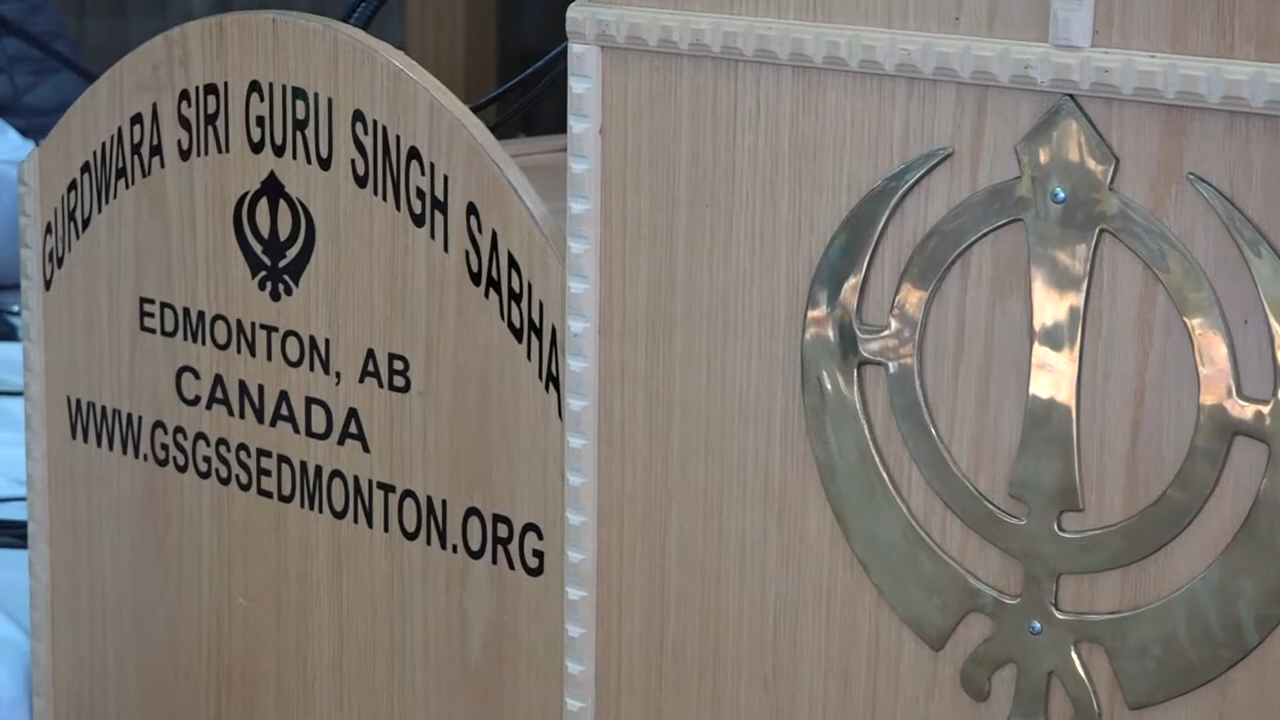 GURDWARA SIRI GURU SINGH SABHA
EDMONTON, AB
CANADA
WWW.GSGSSEDMONTON.ORG